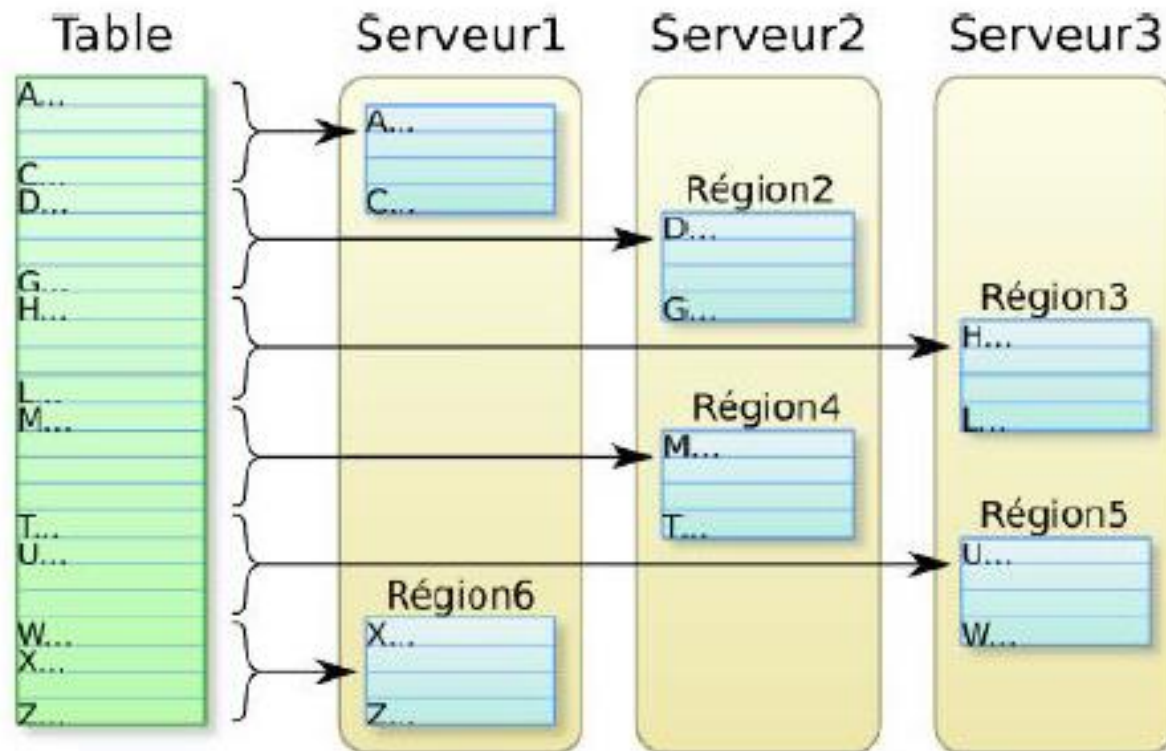 Table
Serveur1
Serveur2
Serveur3
A...
C...
D...
G...
H...
L...
M...
T...
U...
W...
X...
Z...
A...
C...
Région6
X...
Z...
Région2
D...
G...
Région4
M...
T...
Région3
H...
L...
Région5
U...
W...